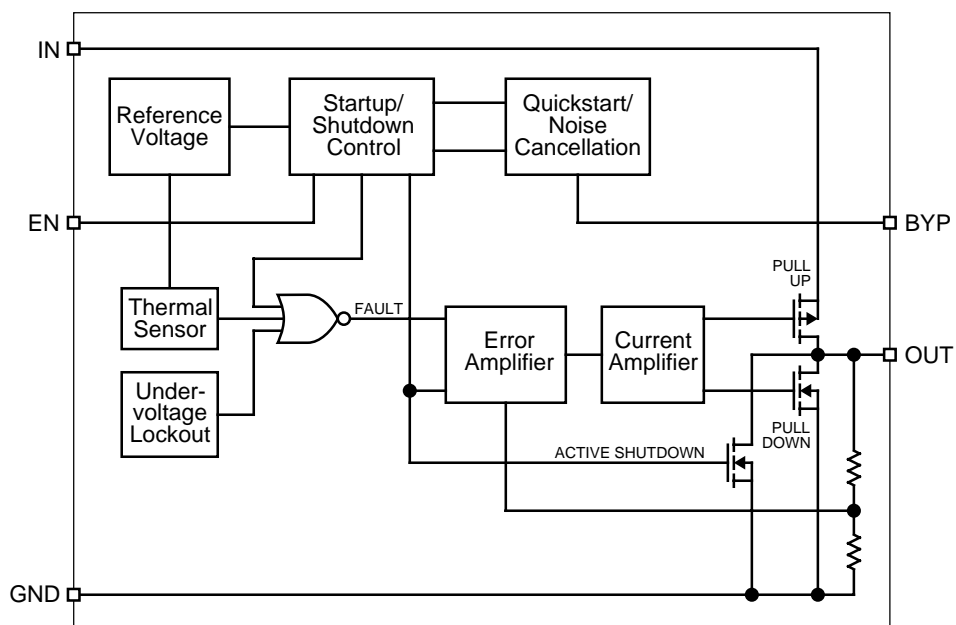 IN
Reference
Voltage
Startup/
Shutdown
Control
Quickstart/
Noise
Cancellation
EN
BYP
PULL
UP
Thermal
Sensor
FAULT
Error
Amplifier
Current
Amplifier
OUT
Under-
voltage
Lockout
PULL
DOWN
ACTIVE SHUTDOWN
GND